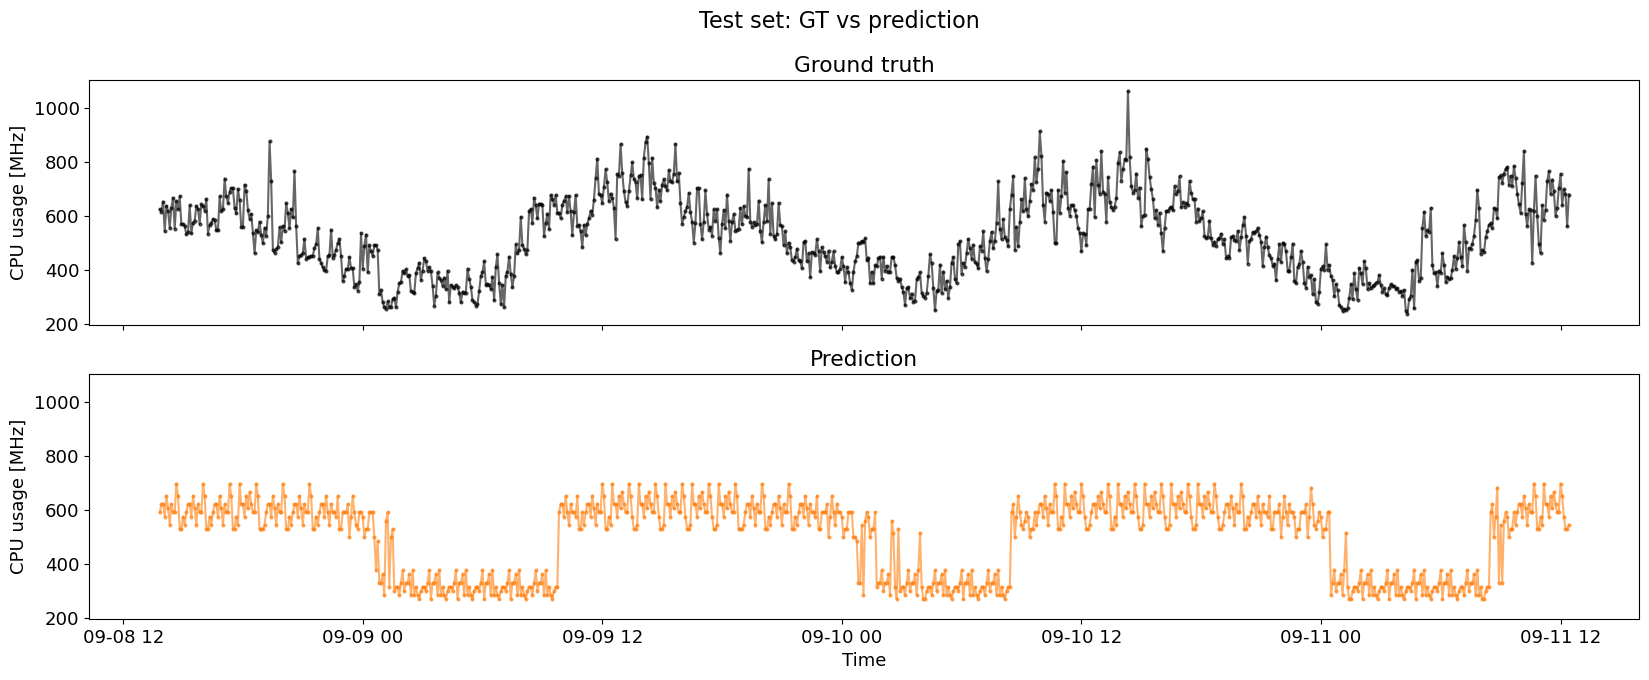 Test set: GT vs prediction
Ground truth
CPU usage [MHz]
1000
800
600
400
200
Prediction
CPU usage [MHz]
1000
800
600
400
200
09-08 12 09-09 00 09-09 12 09-10 00 09-10 12 09-11 00 09-11 12
Time